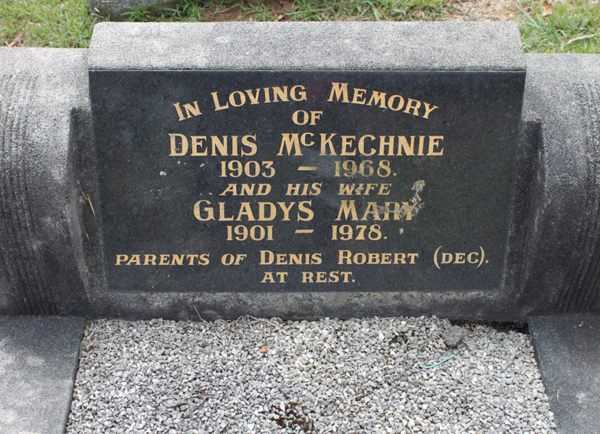 IN LOVING MEMORY
OF
DENIS McKECHNIE
1903 — 1968.
AND HIS WIFE
GLADYS MARY
1901 — 1978.
PARENTS OF DENIS ROBERT (DEC).
AT REST.